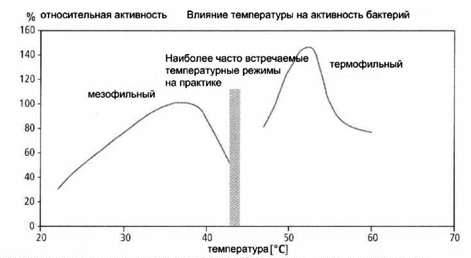 % относительная активность Влияние температуры на активность бактерий
160
140
120
100
80
60
40
20
0
Наиболее часто встречаемые
температурные режимы
на практике
мезофильный
термофильный
20 30 40 50 60 70
температура[°C]